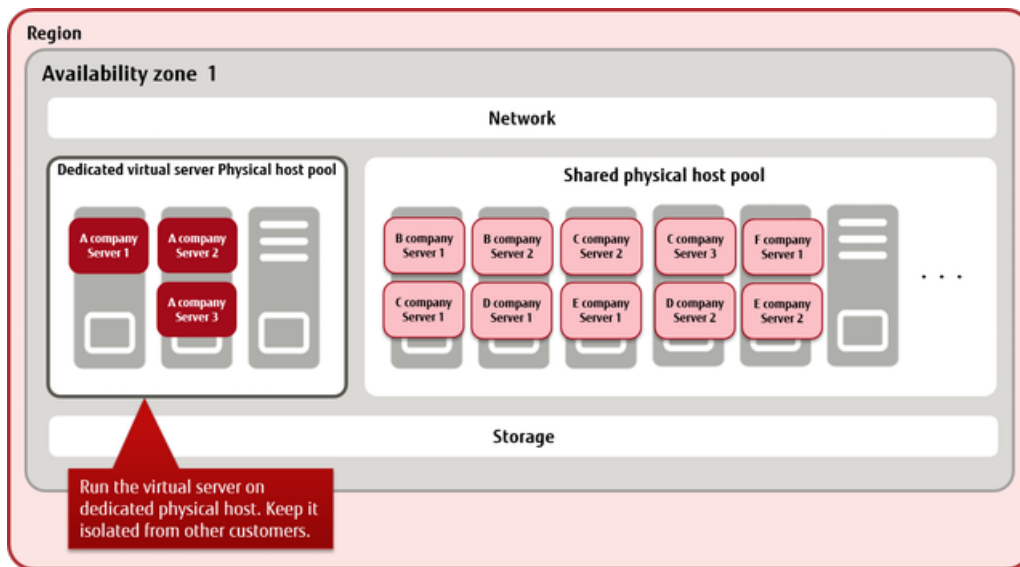 Region
Availability zone 1
Network
Dedicated virtual server Physical host pool
A company
Server 1
A company
Server 2
A company
Server 3
Shared physical host pool
B company
Server 1
B company
Server 2
C company
Server 2
C company
Server 3
F company
Server 1
C company
Server 1
D company
Server 1
E company
Server 1
D company
Server 2
E company
Server 2
. . .
Storage
Run the virtual server on
dedicated physical host. Keep it
isolated from other customers.